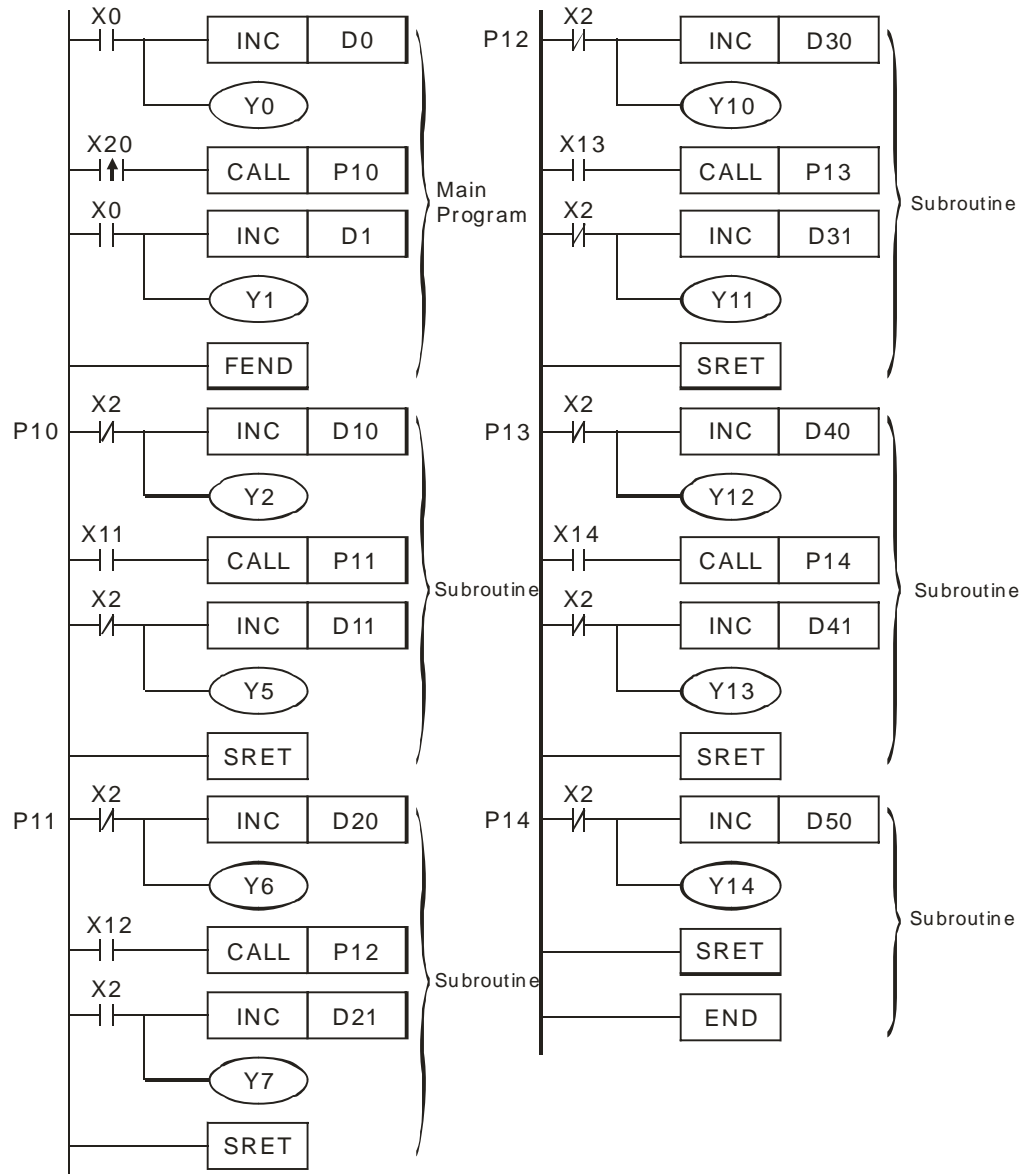 X0
INC D0
Y0
X20
CALL P10
X0
INC D1
Y1
FEND
Main
Program
X2
P10
INC D10
Y2
X11
CALL P11
X2
INC D11
Y5
SRET
Subroutine
X2
P11
INC D20
Y6
X12
CALL P12
X2
INC D21
Y7
SRET
Subroutine
X2
P12
INC D30
Y10
X13
CALL P13
X2
INC D31
Y11
SRET
Subroutine
X2
P13
INC D40
Y12
X14
CALL P14
X2
INC D41
Y13
SRET
Subroutine
X2
P14
INC D50
Y14
SRET
END
Subroutine